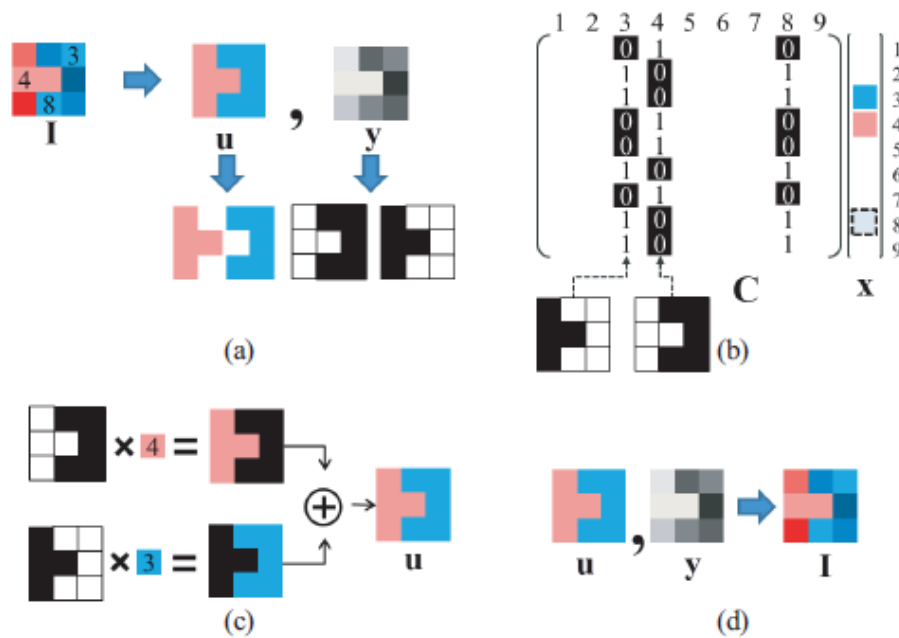 3
4
8
I
,
u
y
(a)
1 2 3 4 5 6 7 8 9
0 1 0 1
1 0 1 2
1 0 1 3
0 1 0 4
0 1 0 5
1 0 1 6
0 1 0 7
1 0 1 8
1 0 1 9
C
x
(b)
× 4 =
+
u
× 3 =
(c)
,
u
y
I
(d)